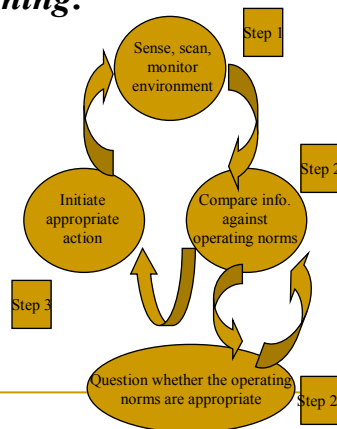 ning.
Sense, scan,
monitor
environment
Step 1
Step 2
Initiate
appropriate
action
Compare info.
against
operating norms
Step 3
Question whether the operating
norms are appropriate
Step 2